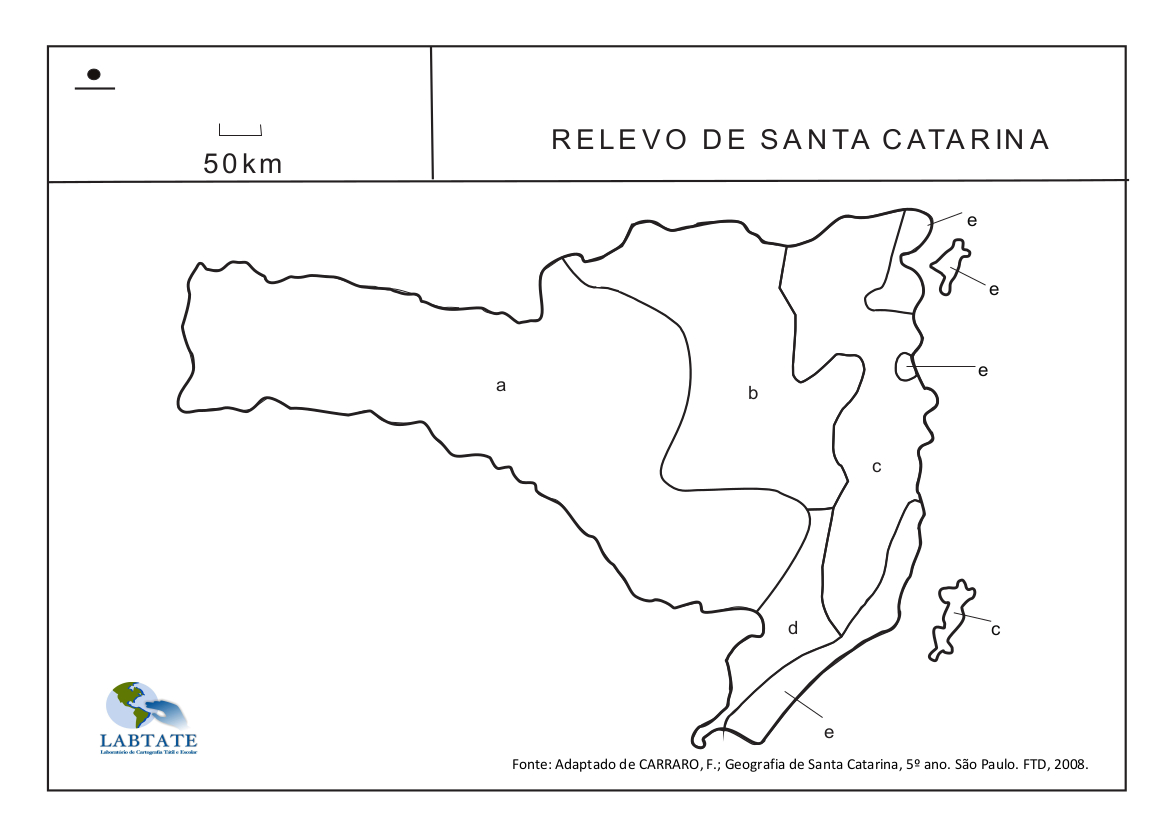 50km
RELEVO DE SANTA CATARINA
e
e
e
a
b
c
d
c
e
LABTATE
Laboratório de Cartografia Tátil e Escolar
Fonte: Adaptado de CARRARO, F.; Geografia de Santa Catarina, 5º ano. São Paulo. FTD, 2008.